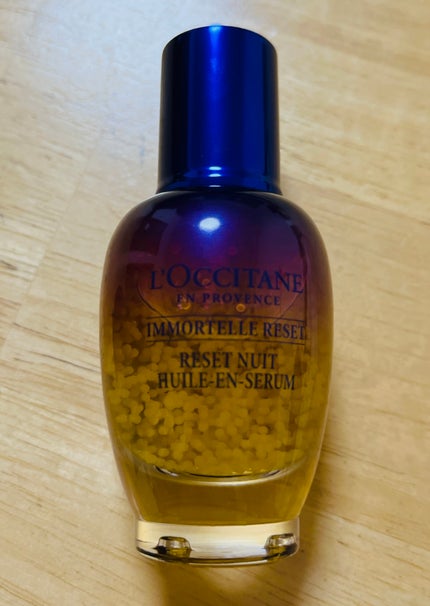 L'OCCITANE
EN PROVENCE
IMMORTELLE RESET
RESET NUIT
HUILE-EN-SERUM